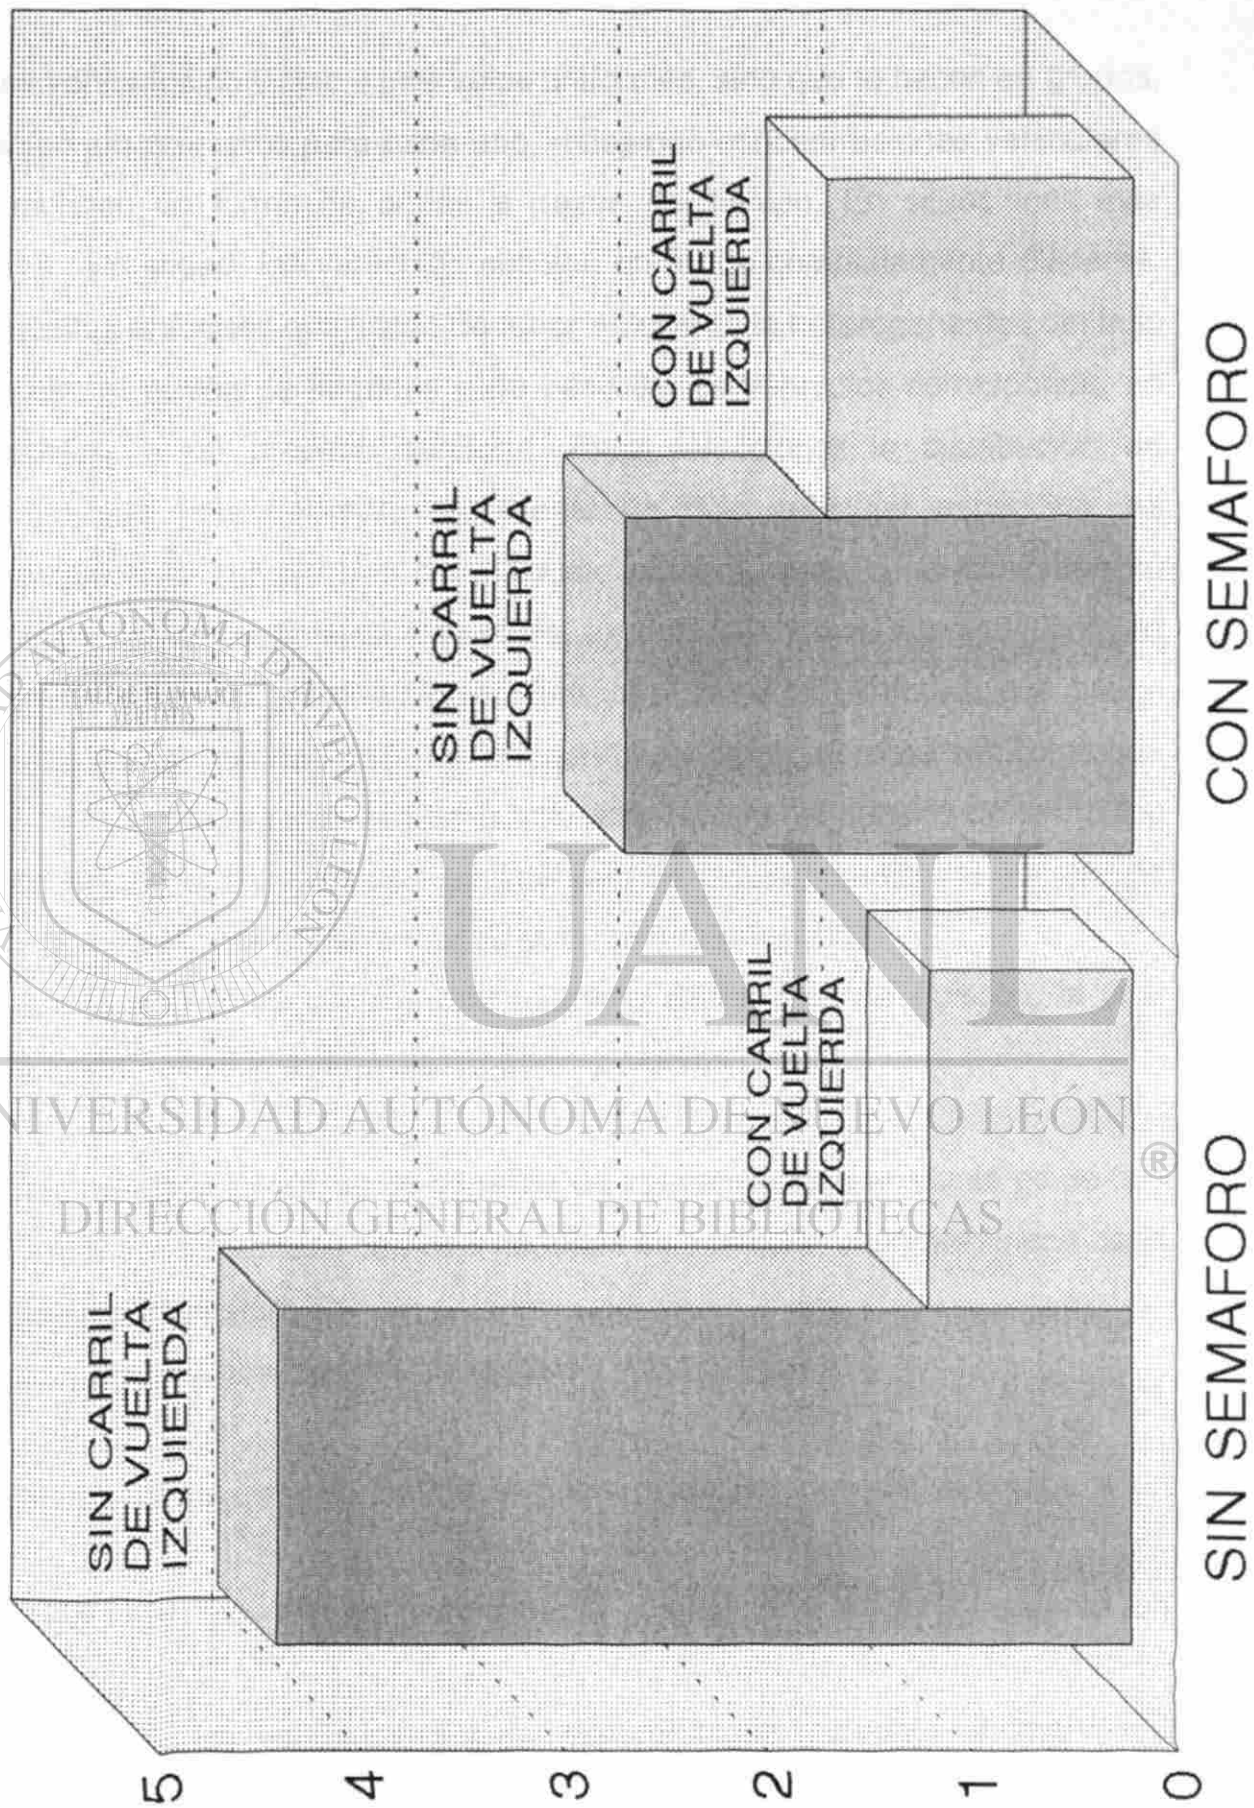 SIN CARRIL
DE VUELTA
IZQUIERDA
CON CARRIL
DE VUELTA
IZQUIERDA
SIN CARRIL
DE VUELTA
IZQUIERDA
CON CARRIL
DE VUELTA
IZQUIERDA
5
4
3
2
1
0
SIN SEMAFORO
CON SEMAFORO
UANL
NIVERSIDAD AUTÓNOMA DE NUEVO LEÓN
®
DIRECCIÓN GENERAL DE BIBLIOTECAS